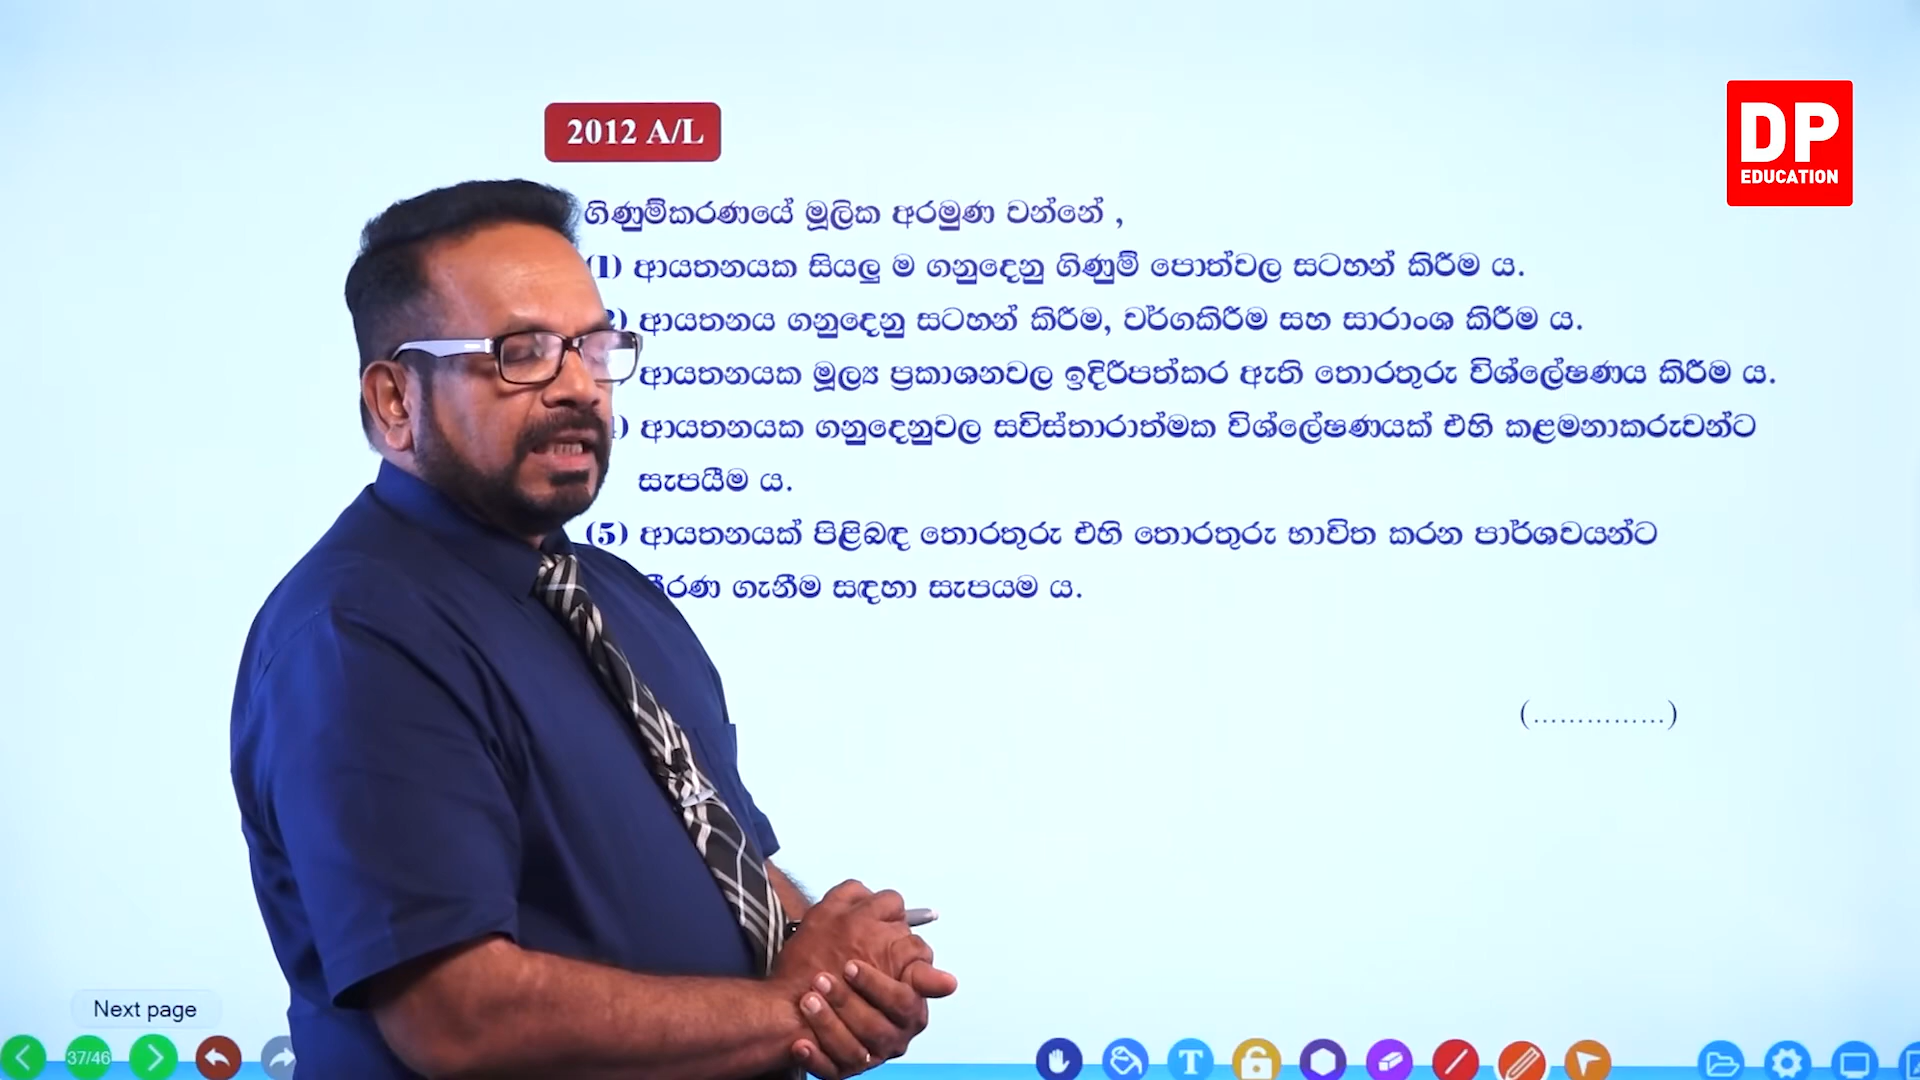 2012 A/L
DP
EDUCATION
ගිණුම්කරණයේ මූලික අරමුණ වන්නේ ,
(1) ආයතනයක සියලු ම ගනුදෙනු ගිණුම් පොත්වල සටහන් කිරීම ය.
ආයතනය ගනුදෙනු සටහන් කිරීම, වර්ගකිරීම සහ සාරාංශ කිරීම ය.
ආයතනයක මූල්‍ය ප්‍රකාශනවල ඉදිරිපත්කර ඇති තොරතුරු විශ්ලේෂණය කිරීම ය.
ආයතනයක ගනුදෙනුවල සවිස්තාරාත්මක විශ්ලේෂණයක් එහි කළමනාකරුවන්ට
සැපයීම ය.
(5) ආයතනයක් පිළිබඳ තොරතුරු එහි තොරතුරු භාවිත කරන පාර්ශවයන්ට
ගැනීම සඳහා සැපයම ය.
(...............)
Next page
37/46
T